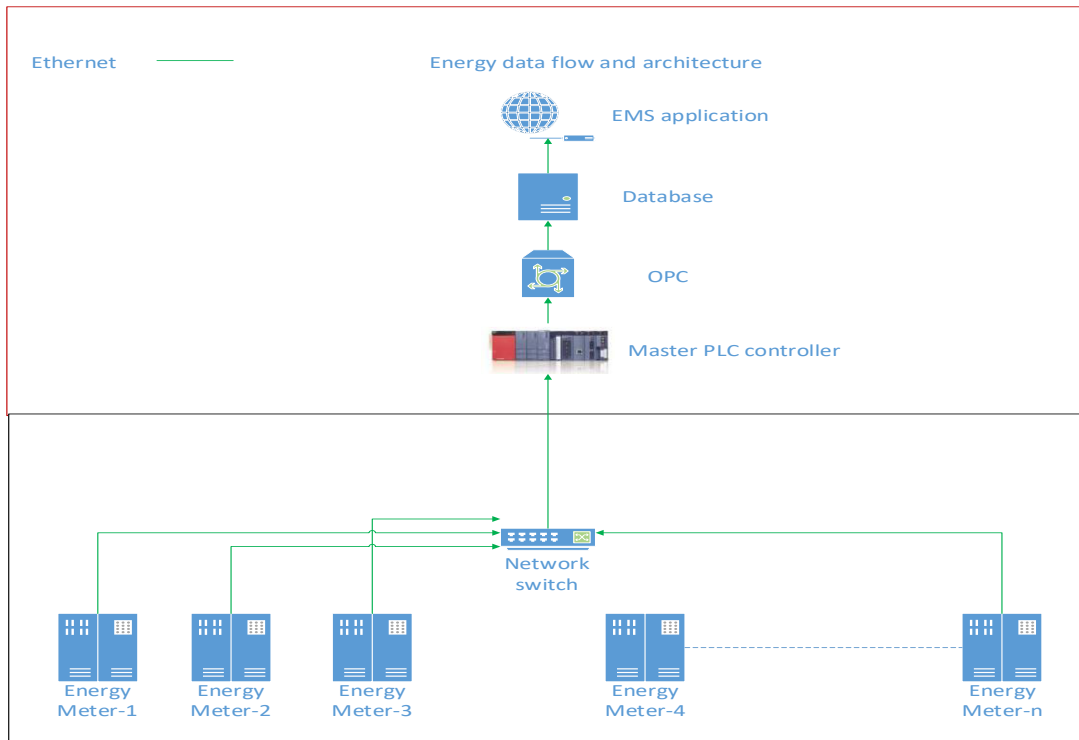 Ethernet
Energy data flow and architecture
EMS application
Database
OPC
Master PLC controller
Network
switch
Energy
Meter-1
Energy
Meter-2
Energy
Meter-3
Energy
Meter-4
Energy
Meter-n